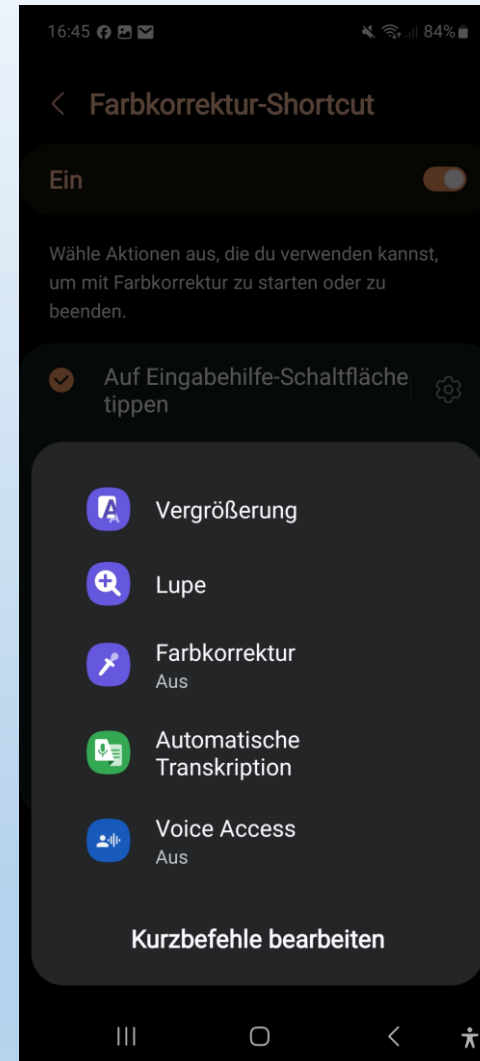 16:45 84%
Farbkorrektur-Shortcut
Ein
Wähle Aktionen aus, die du verwenden kannst,
um mit Farbkorrektur zu starten oder zu
beenden.
Auf Eingabehilfe-Schaltfläche
tippen
Vergrößerung
Lupe
Farbkorrektur
Aus
Automatische
Transkription
Voice Access
Aus
Kurzbefehle bearbeiten